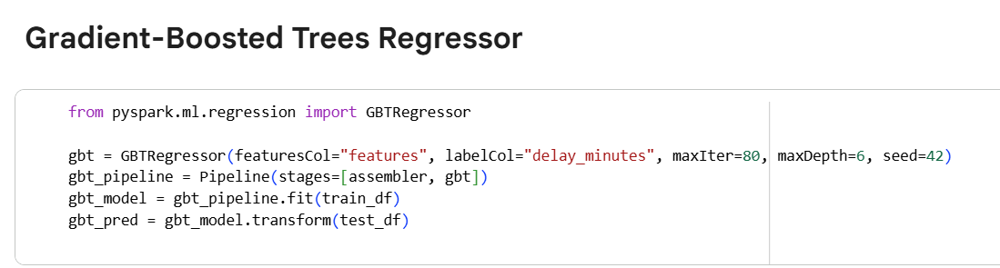 Gradient-Boosted Trees Regressor
from pyspark.ml.regression import GBTRegressor
gbt = GBTRegressor(featuresCol="features", labelCol="delay_minutes", maxIter=80, maxDepth=6, seed=42)
gbt_pipeline = Pipeline(stages=[assembler, gbt])
gbt_model = gbt_pipeline.fit(train_df)
gbt_pred = gbt_model.transform(test_df)